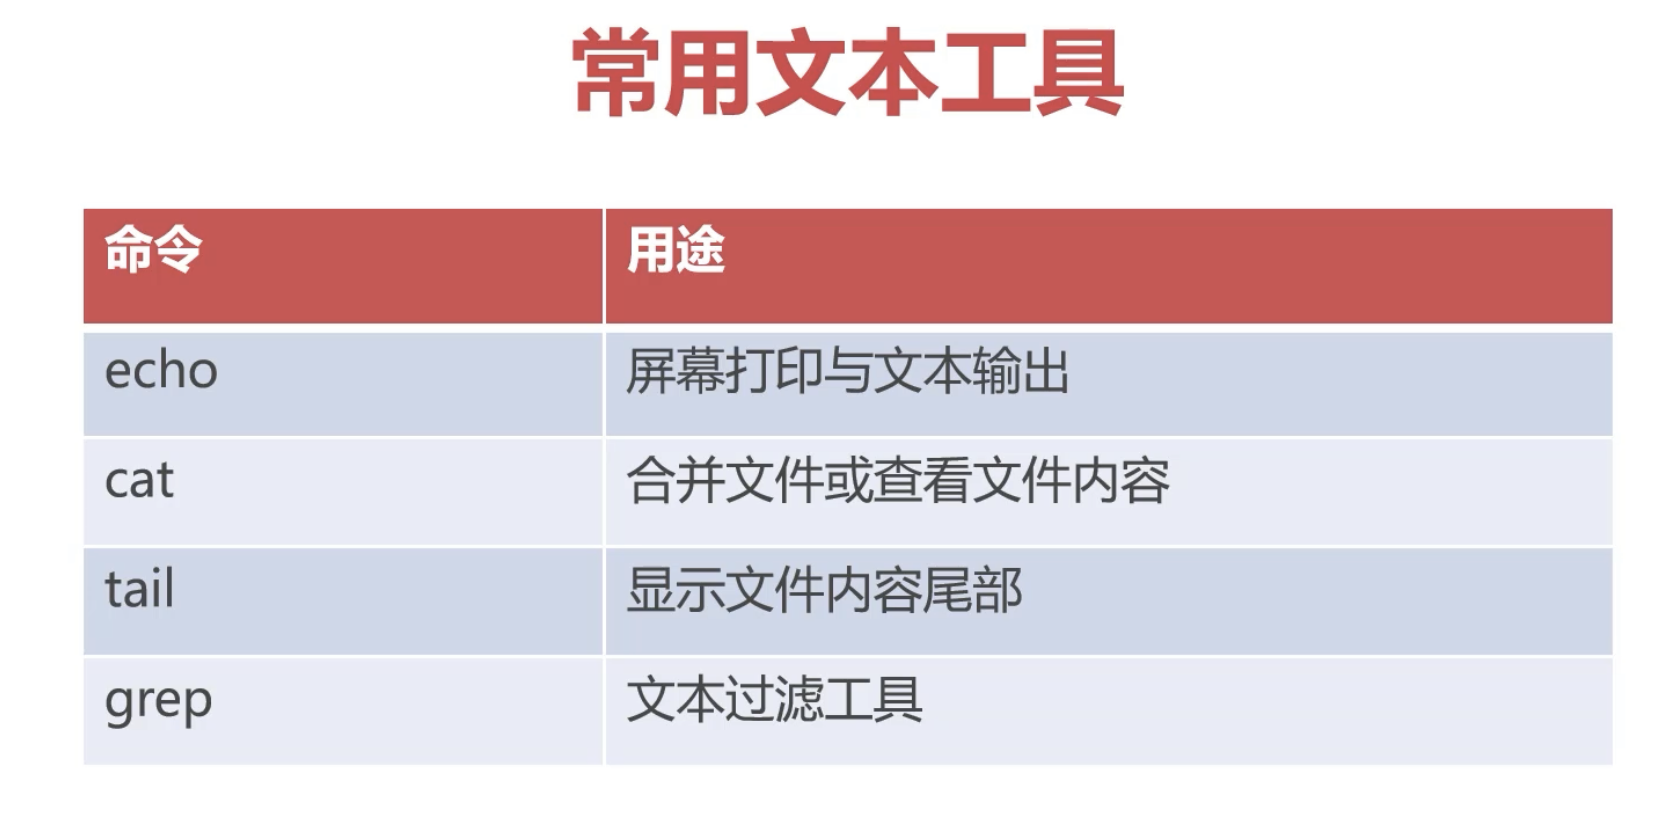 常用文本工具
命令 用途
echo 屏幕打印与文本输出
cat 合并文件或查看文件内容
tail 显示文件内容尾部
grep 文本过滤工具